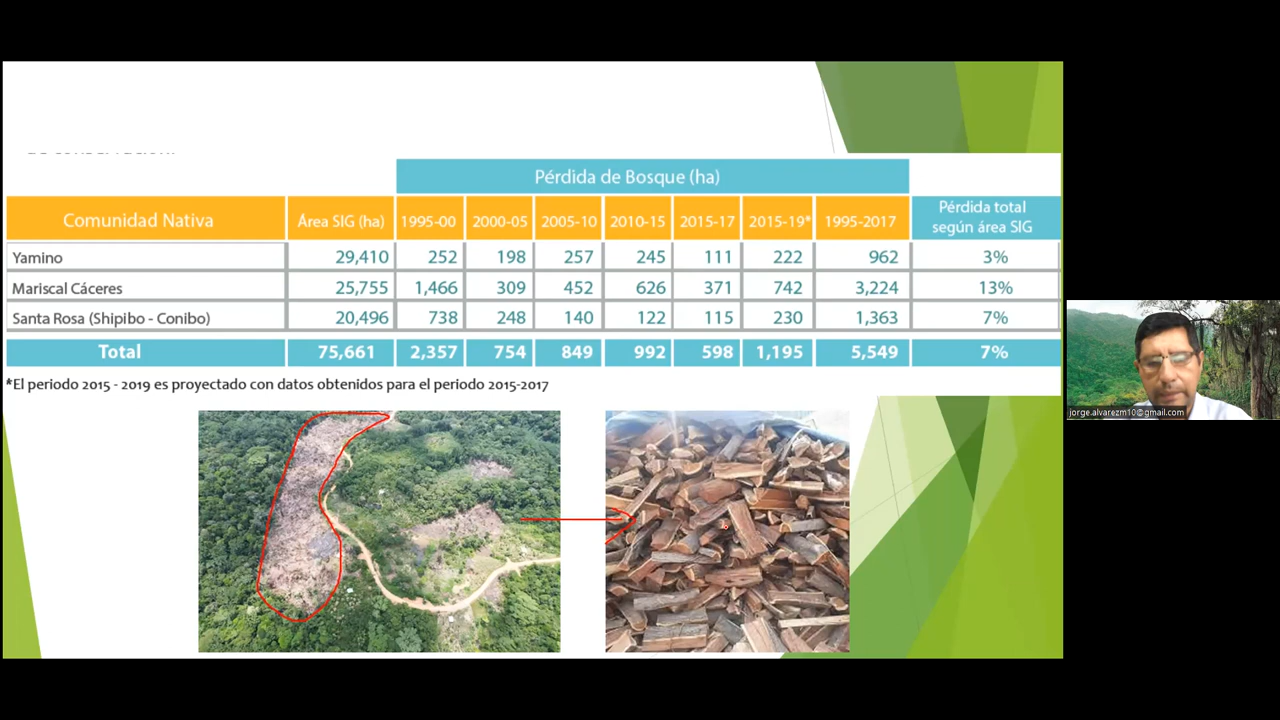 Pérdida de Bosque (ha)
Comunidad Nativa Área SIG (ha) 1995-00 2000-05 2005-10 2010-15 2015-17 2015-19* 1995-2017 Pérdida total
según área SIG
Yamino 29,410 252 198 257 245 111 222 962 3%
Mariscal Cáceres 25,755 1,466 309 452 626 371 742 3,224 13%
Santa Rosa (Shipibo - Conibo) 20,496 738 248 140 122 115 230 1,363 7%
Total 75,661 2,357 754 849 992 598 1,195 5,549 7%
*El periodo 2015 - 2019 es proyectado con datos obtenidos para el periodo 2015-2017
jorge.alvarezm10@gmail.com